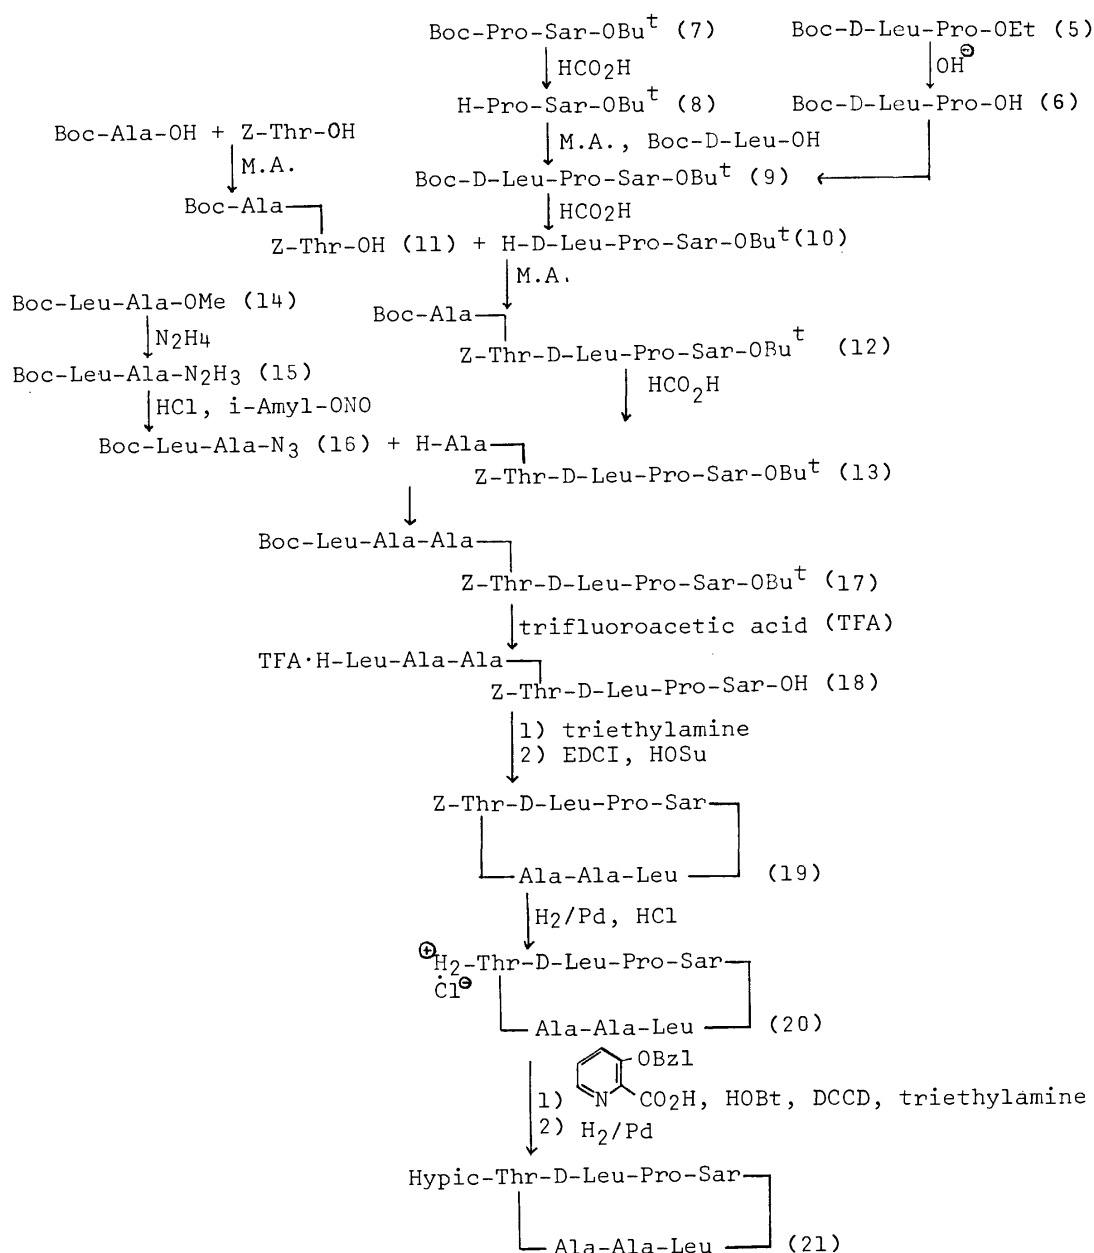 Boc-Pro-Sar-OBuᵗ (7)
Boc-D-Leu-Pro-OEt (5)
HCO₂H
OH⊖
H-Pro-Sar-OBuᵗ (8)
Boc-D-Leu-Pro-OH (6)
Boc-Ala-OH + Z-Thr-OH
M.A., Boc-D-Leu-OH
M.A.
Boc-D-Leu-Pro-Sar-OBuᵗ (9)
Boc-Ala
HCO₂H
Z-Thr-OH (11) + H-D-Leu-Pro-Sar-OBuᵗ(10)
M.A.
Boc-Leu-Ala-OMe (14)
Boc-Ala
N₂H₄
Z-Thr-D-Leu-Pro-Sar-OBuᵗ (12)
Boc-Leu-Ala-N₂H₃ (15)
HCO₂H
HCl, i-Amyl-ONO
Boc-Leu-Ala-N₃ (16) + H-Ala
Z-Thr-D-Leu-Pro-Sar-OBuᵗ (13)
Boc-Leu-Ala-Ala
Z-Thr-D-Leu-Pro-Sar-OBuᵗ (17)
trifluoroacetic acid (TFA)
TFA·H-Leu-Ala-Ala
Z-Thr-D-Leu-Pro-Sar-OH (18)
1) triethylamine
2) EDCI, HOSu
Z-Thr-D-Leu-Pro-Sar
Ala-Ala-Leu (19)
H₂/Pd, HCl
⊕H₂-Thr-D-Leu-Pro-Sar
Cl⊖
Ala-Ala-Leu (20)
OBzl
1) N CO₂H, HOBt, DCCD, triethylamine
2) H₂/Pd
Hypic-Thr-D-Leu-Pro-Sar
Ala-Ala-Leu (21)